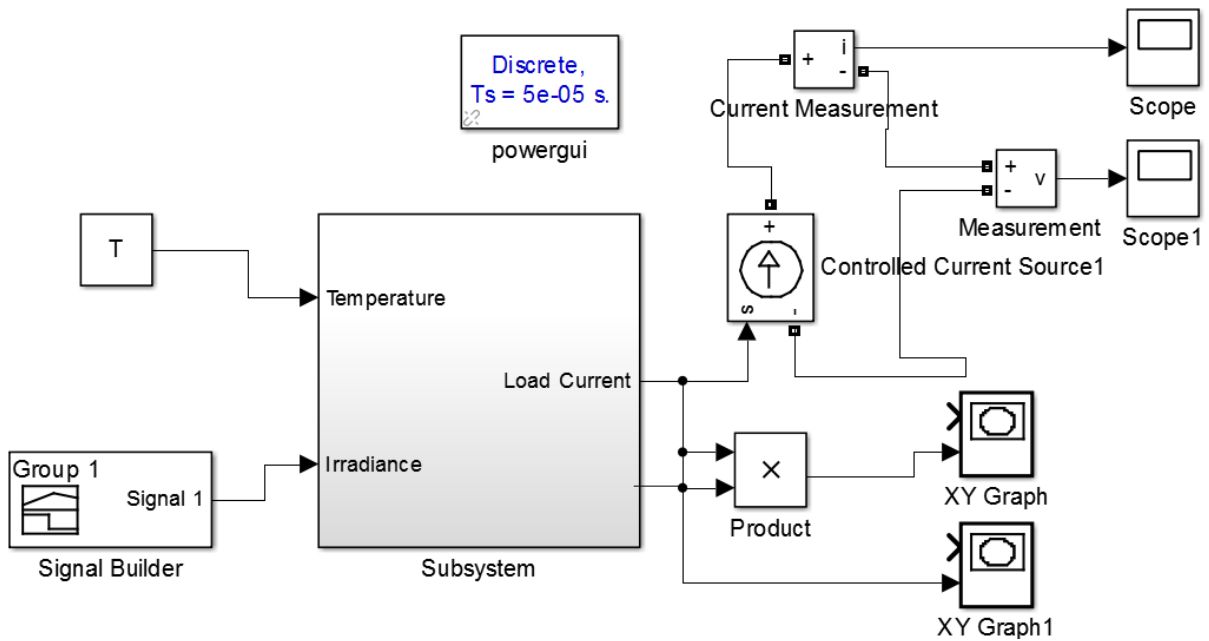 Discrete,
Ts = 5e-05 s.
powergui
+
i
-
Current Measurement
Scope
+
-
v
Measurement
Scope1
T
+
s
-
Controlled Current Source1
Temperature
Load Current
Irradiance
Subsystem
Group 1
Signal 1
Signal Builder
×
Product
XY Graph
XY Graph1